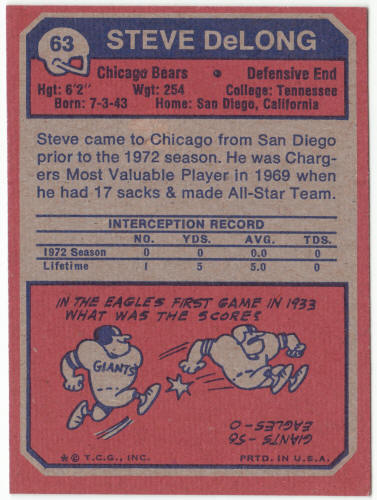 63
STEVE DeLONG
Chicago Bears • Defensive End
Hgt: 6'2" Wgt: 254 College: Tennessee
Born: 7-3-43 Home: San Diego, California
Steve came to Chicago from San Diego
prior to the 1972 season. He was Charg-
ers Most Valuable Player in 1969 when
he had 17 sacks & made All-Star Team.
INTERCEPTION RECORD
NO. YDS. AVG. TDS.
1972 Season 0 0 0.0 0
Lifetime 1 5 5.0 0
IN THE EAGLE'S FIRST GAME IN 1933
WHAT WAS THE SCORE?
GIANTS
GIANTS - 56
EAGLES - 0
* © T.C.G., INC. PRTD. IN U.S.A.